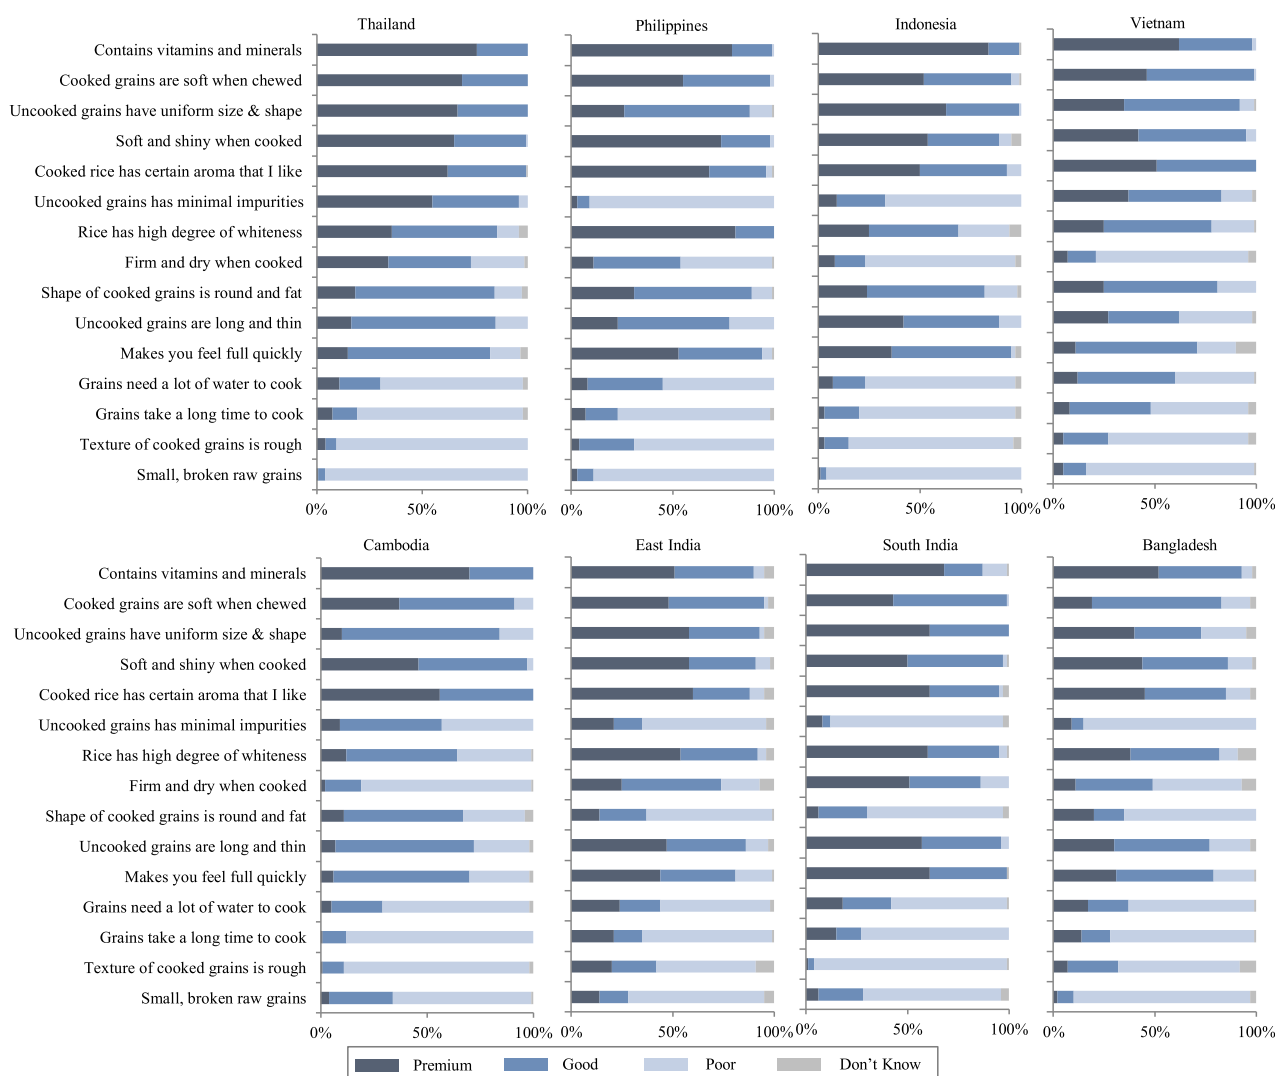 Thailand
Philippines
Indonesia
Vietnam
Contains vitamins and minerals
Cooked grains are soft when chewed
Uncooked grains have uniform size & shape
Soft and shiny when cooked
Cooked rice has certain aroma that I like
Uncooked grains has minimal impurities
Rice has high degree of whiteness
Firm and dry when cooked
Shape of cooked grains is round and fat
Uncooked grains are long and thin
Makes you feel full quickly
Grains need a lot of water to cook
Grains take a long time to cook
Texture of cooked grains is rough
Small, broken raw grains
0% 50% 100%
0% 50% 100%
0% 50% 100%
0% 50% 100%
Cambodia
East India
South India
Bangladesh
Contains vitamins and minerals
Cooked grains are soft when chewed
Uncooked grains have uniform size & shape
Soft and shiny when cooked
Cooked rice has certain aroma that I like
Uncooked grains has minimal impurities
Rice has high degree of whiteness
Firm and dry when cooked
Shape of cooked grains is round and fat
Uncooked grains are long and thin
Makes you feel full quickly
Grains need a lot of water to cook
Grains take a long time to cook
Texture of cooked grains is rough
Small, broken raw grains
0% 50% 100%
0% 50% 100%
0% 50% 100%
0% 50% 100%
Premium Good Poor Don't Know